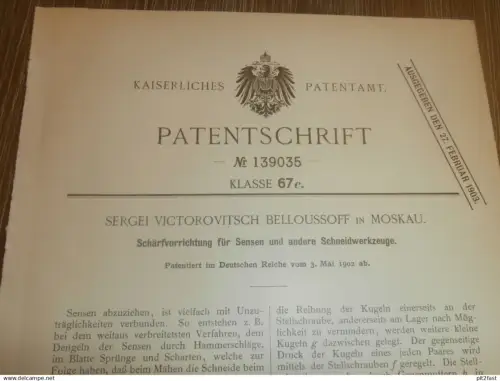 KAISERLICHES PATENTAMT.
AUSGEGEBEN DEN 27. FEBRUAR 1903.
PATENTSCHRIFT
№ 139035
KLASSE 67e.
SERGEI VICTOROVITSCH BELLOUSSOFF IN MOSKAU.
Schärfvorrichtung für Sensen und andere Schneidwerkzeuge.
Patentiert im Deutschen Reiche vom 3. Mai 1902 ab.
Sensen abzuziehen, ist vielfach mit Unzu-
träglichkeiten verbunden. So entstehen z. B.
bei dem weitaus verbreitetsten Verfahren, dem
Dengeln der Sensen durch Hammerschläge,
im Blatte Sprünge und Scharten, welche zur
Folge haben, daß beim Mähen die Schneide beim
die Reibung der Kugeln einerseits an der
Stellschraube, anderseits am Lager nach Mög-
lichkeit zu vermindern, werden weitere kleine
Kugeln g dazwischen gelegt. Der gegenseitige
Druck der Kugeln eines jeden Paares wird
mittels der Stellschrauben f geregelt. Die Stell-